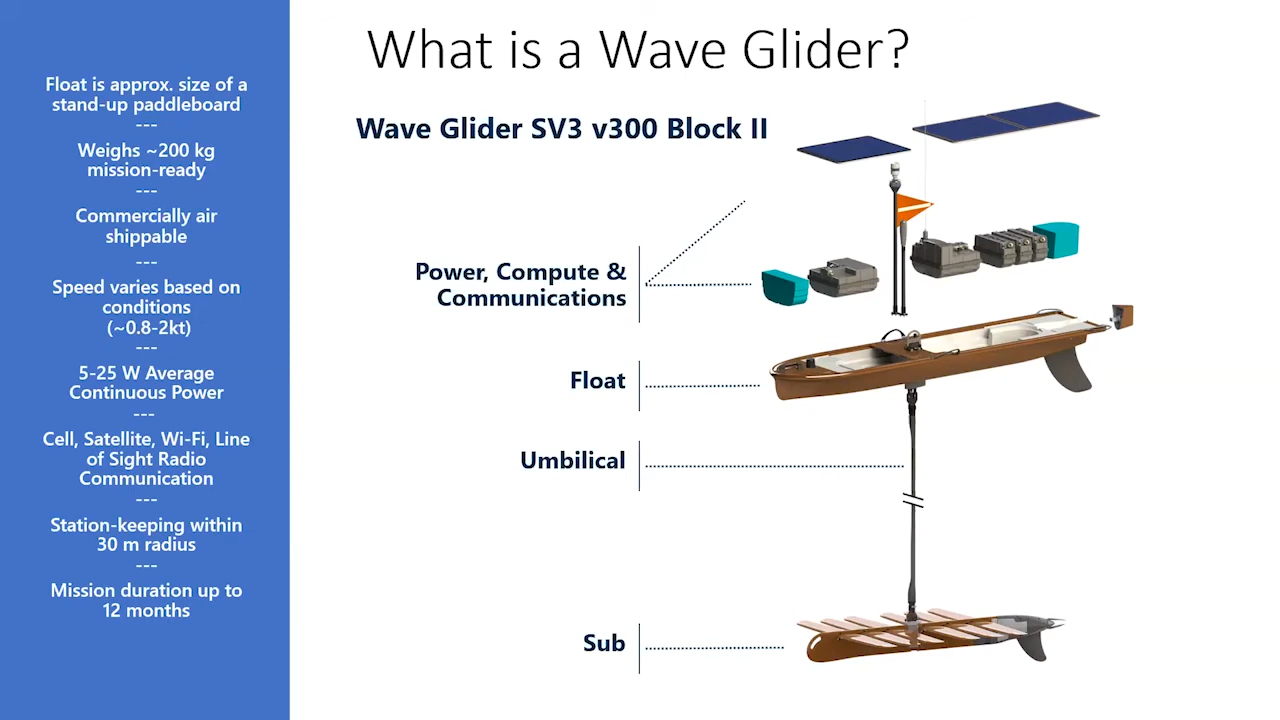 What is a Wave Glider?
Float is approx. size of a
stand-up paddleboard
---
Weighs ~200 kg
mission-ready
---
Commercially air
shippable
---
Speed varies based on
conditions
(~0.8-2kt)
---
5-25 W Average
Continuous Power
---
Cell, Satellite, Wi-Fi, Line
of Sight Radio
Communication
---
Station-keeping within
30 m radius
---
Mission duration up to
12 months
Wave Glider SV3 v300 Block II
Power, Compute &
Communications
Float
Umbilical
Sub